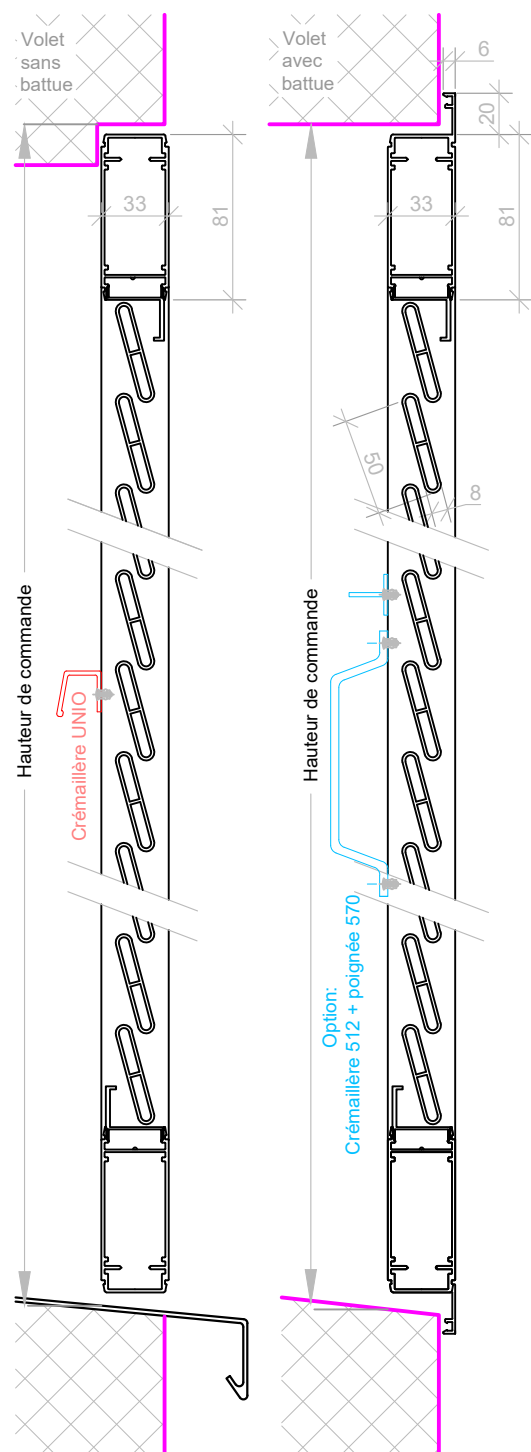 Volet
sans
battue
33
81
Hauteur de commande
Crémaillère UNIO
Volet
avec
battue
6
20
33
81
50
8
Hauteur de commande
Option:
Crémaillère 512 + poignée 570